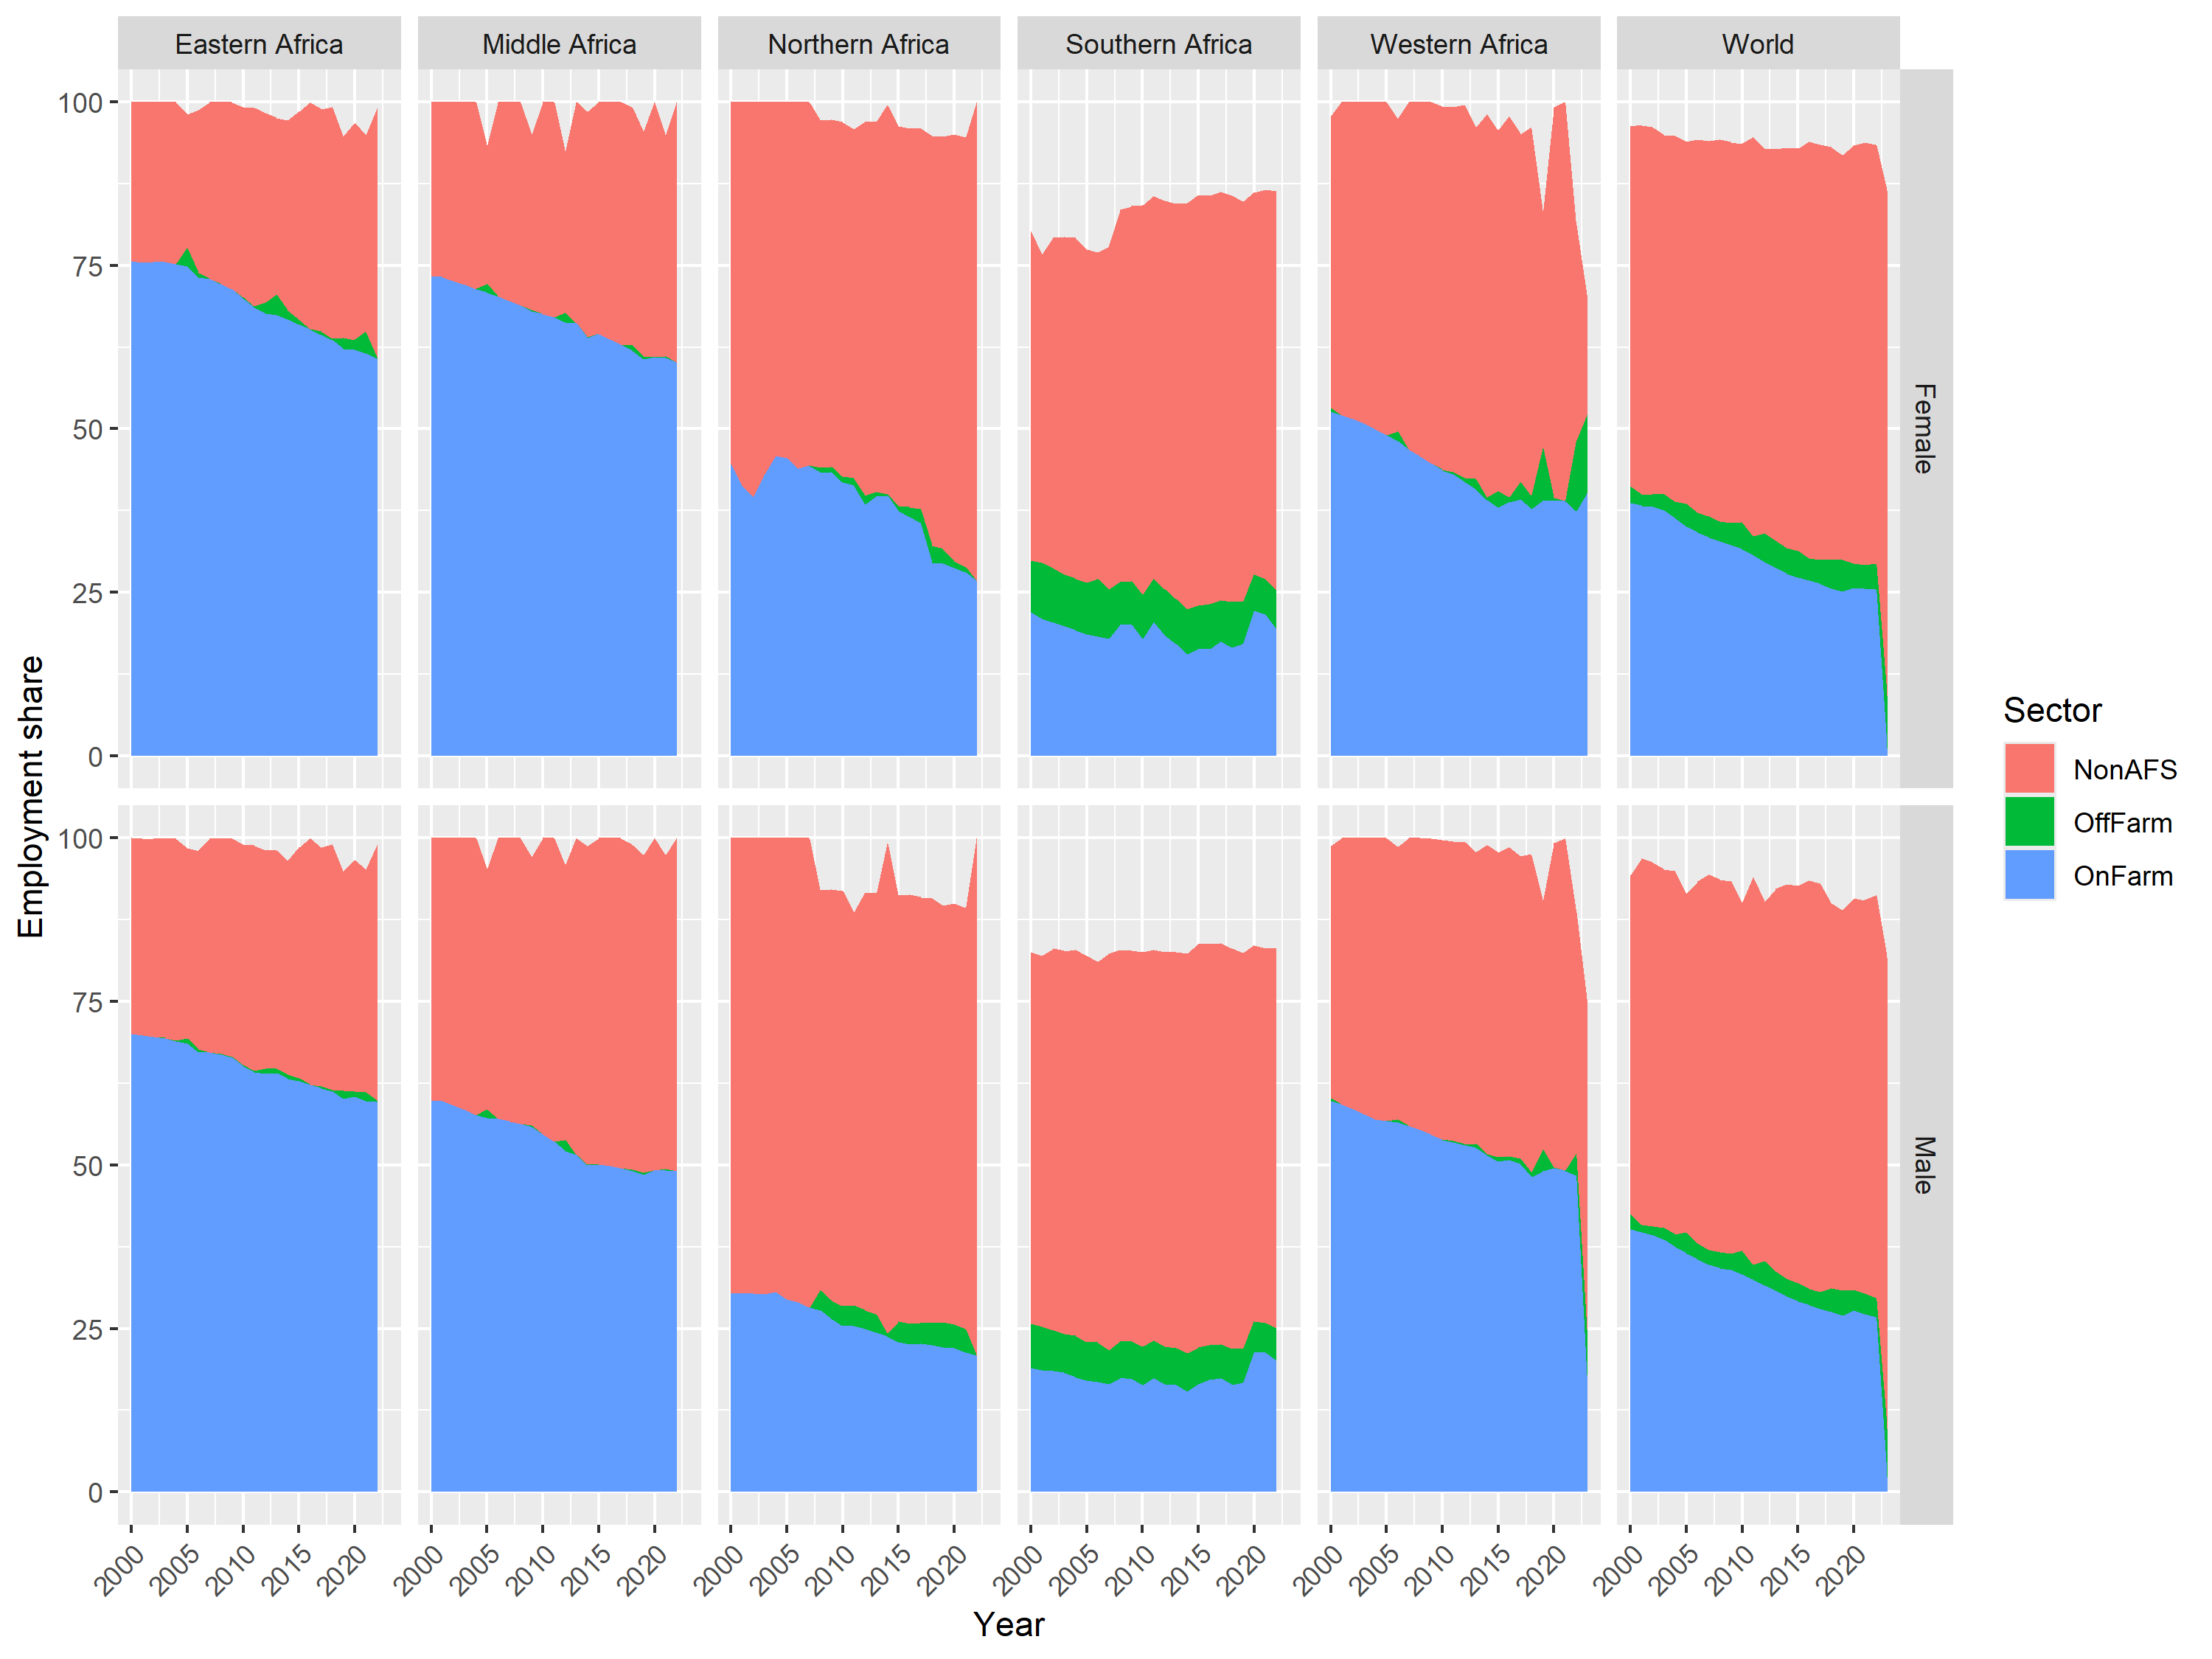 Eastern Africa
Middle Africa
Northern Africa
Southern Africa
Western Africa
World
100
75
50
25
0
Female
100
75
50
25
0
Male
Employment share
2000 2005 2010 2015 2020
2000 2005 2010 2015 2020
2000 2005 2010 2015 2020
2000 2005 2010 2015 2020
2000 2005 2010 2015 2020
2000 2005 2010 2015 2020
Year
Sector
NonAFS
OffFarm
OnFarm